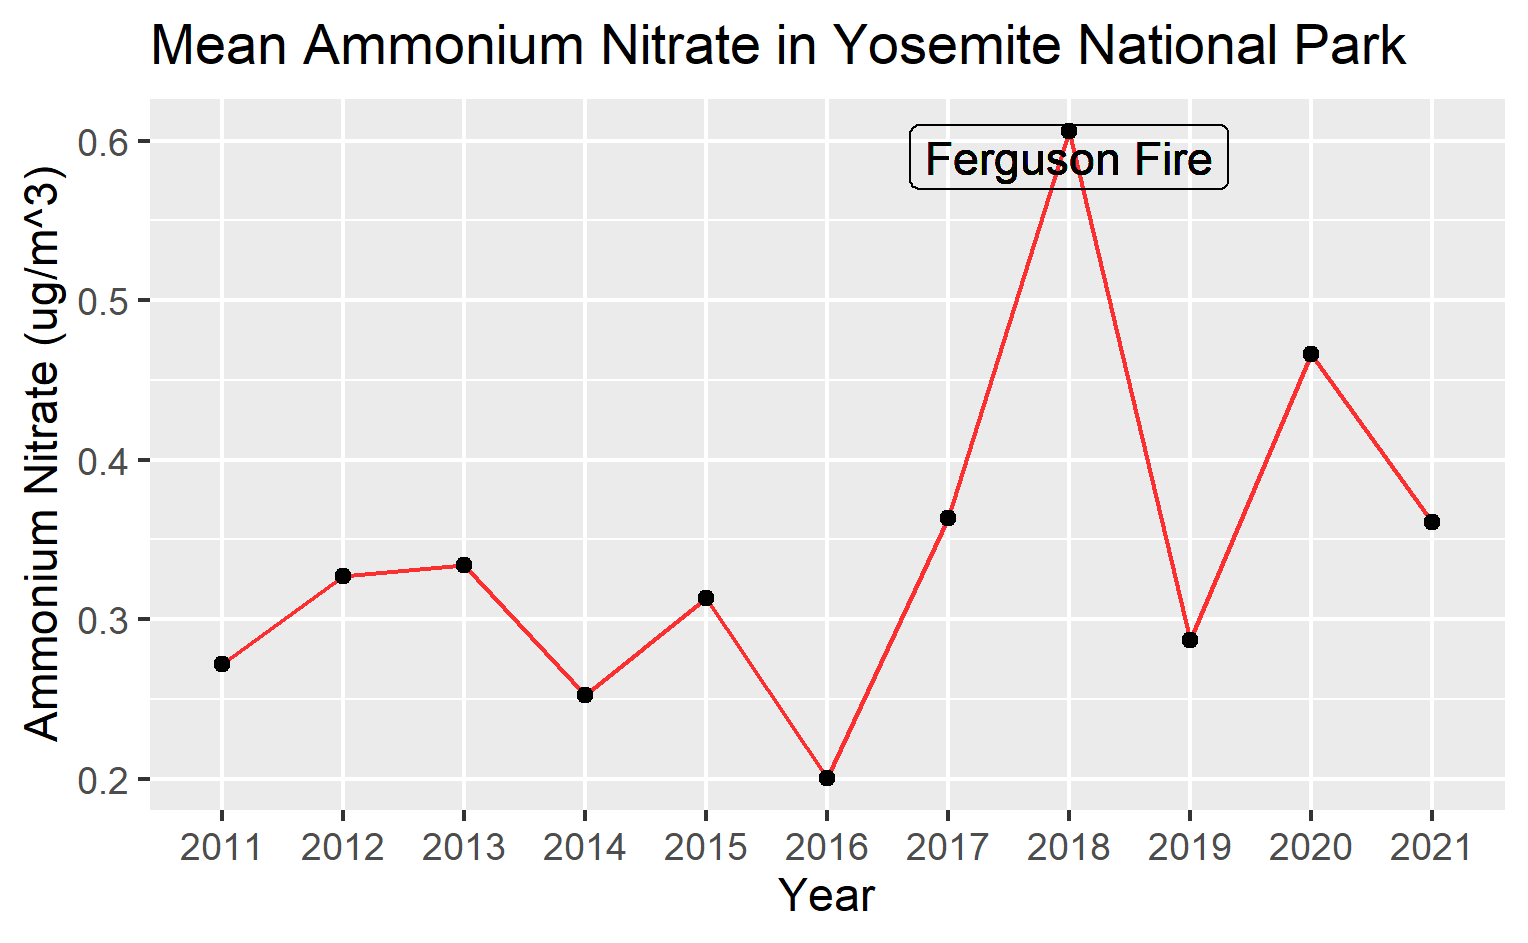 Mean Ammonium Nitrate in Yosemite National Park
Ammonium Nitrate (ug/m^3)
0.6
0.5
0.4
0.3
0.2
Ferguson Fire
2011 2012 2013 2014 2015 2016 2017 2018 2019 2020 2021
Year